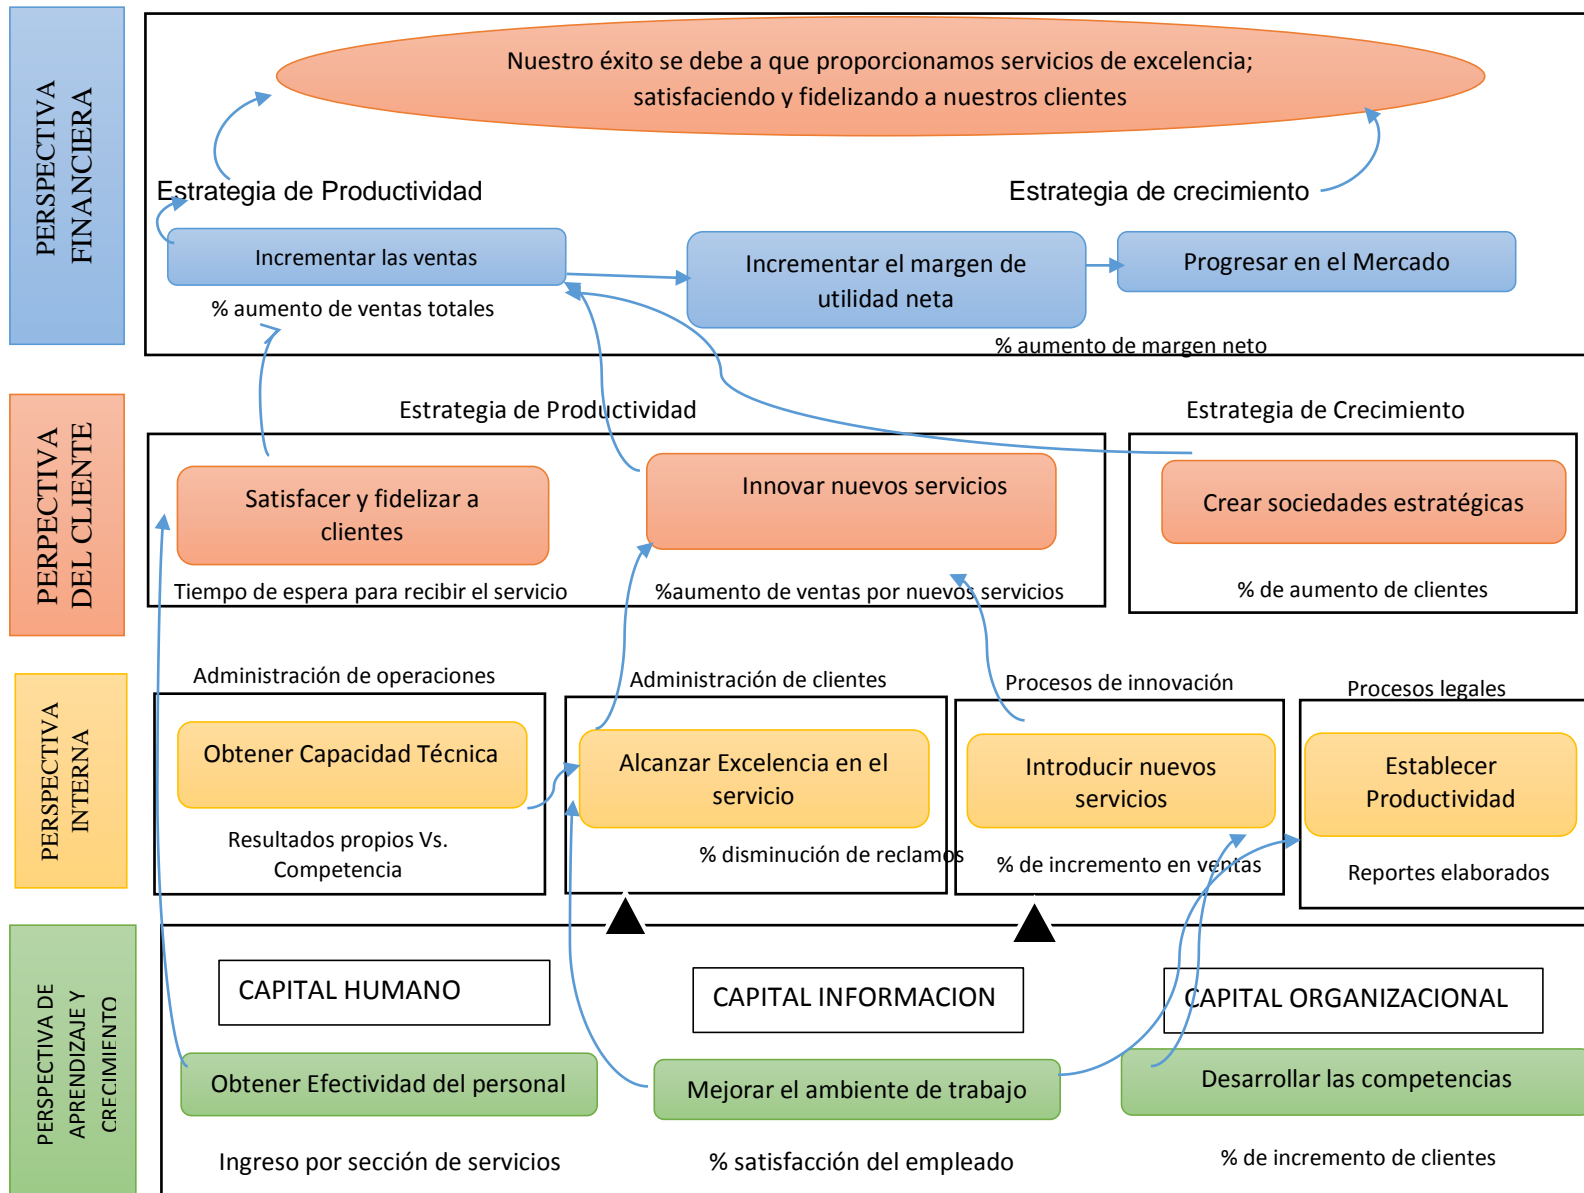 PERSPECTIVA
FINANCIERA
Nuestro éxito se debe a que proporcionamos servicios de excelencia;
satisfaciendo y fidelizando a nuestros clientes
Estrategia de Productividad
Estrategia de crecimiento
Incrementar las ventas
Incrementar el margen de
utilidad neta
Progresar en el Mercado
% aumento de ventas totales
% aumento de margen neto
PERPECTIVA
DEL CLIENTE
Estrategia de Productividad
Estrategia de Crecimiento
Satisfacer y fidelizar a
clientes
Innovar nuevos servicios
Crear sociedades estratégicas
Tiempo de espera para recibir el servicio
%aumento de ventas por nuevos servicios
% de aumento de clientes
PERSPECTIVA
INTERNA
Administración de operaciones
Administración de clientes
Procesos de innovación
Procesos legales
Obtener Capacidad Técnica
Alcanzar Excelencia en el
servicio
Introducir nuevos
servicios
Establecer
Productividad
Resultados propios Vs.
Competencia
% disminución de reclamos
% de incremento en ventas
Reportes elaborados
PERSPECTIVA DE
APRENDIZAJE Y
CRECIMIENTO
CAPITAL HUMANO
CAPITAL INFORMACION
CAPITAL ORGANIZACIONAL
Obtener Efectividad del personal
Mejorar el ambiente de trabajo
Desarrollar las competencias
Ingreso por sección de servicios
% satisfacción del empleado
% de incremento de clientes